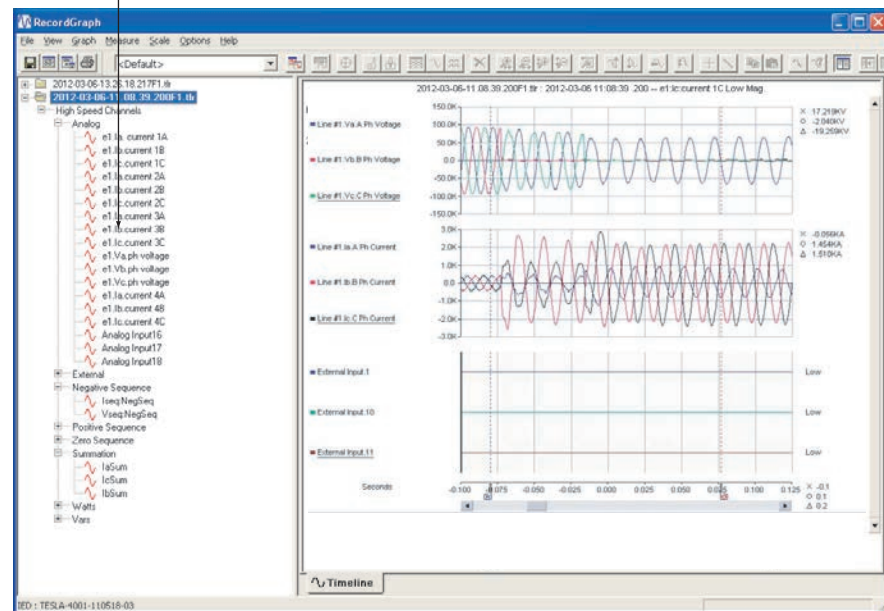 RecordGraph
File View Graph Measure Scale Options Help
<Default>
2012-03-06-13.26.18.217F1.tlr
2012-03-06-11.08.39.200F1.tlr
High Speed Channels
Analog
e1.Ia. current 1A
e1.Ib.current 1B
e1.Ic.current 1C
e1.Ia.current 2A
e1.Ib.current 2B
e1.Ic.current 2C
e1.Ia.current 3A
e1.Ib.current 3B
e1.Ic.current 3C
e1.Va.ph voltage
e1.Vb.ph voltage
e1.Vc.ph voltage
e1.Ia.current 4A
e1.Ib.current 4B
e1.Ic.current 4C
Analog Input16
Analog Input17
Analog Input18
External
Negative Sequence
Iseq:NegSeq
Vseq:NegSeq
Positive Sequence
Zero Sequence
Summation
IaSum
IcSum
IbSum
Watts
Vars
2012-03-06-11.08.39.200F1.tlr : 2012-03-06 11:08:39 .200 -- e1:Ic:current 1C Low Mag.
Line #1.Va.A Ph Voltage
Line #1.Vb.B Ph Voltage
Line #1.Vc.C Ph Voltage
150.0K
100.0K
50.0K
0.0
-50.0K
-100.0K
-150.0K
X 17.219KV
O -2.040KV
Δ -19.259KV
Line #1.Ia.A Ph Current
Line #1.Ib.B Ph Current
Line #1.Ic.C Ph Current
3.0K
2.0K
1.0K
0.0
-1.0K
-2.0K
-3.0K
X -0.056KA
O 1.454KA
Δ 1.510KA
External Input.1 Low
External Input.10 Low
External Input.11 Low
Seconds -0.100 -0.075 -0.050 -0.025 0.000 0.025 0.050 0.075 0.100 0.125 X -0.1
O 0.1
Δ 0.2
Timeline
IED : TESLA-4001-110518-03